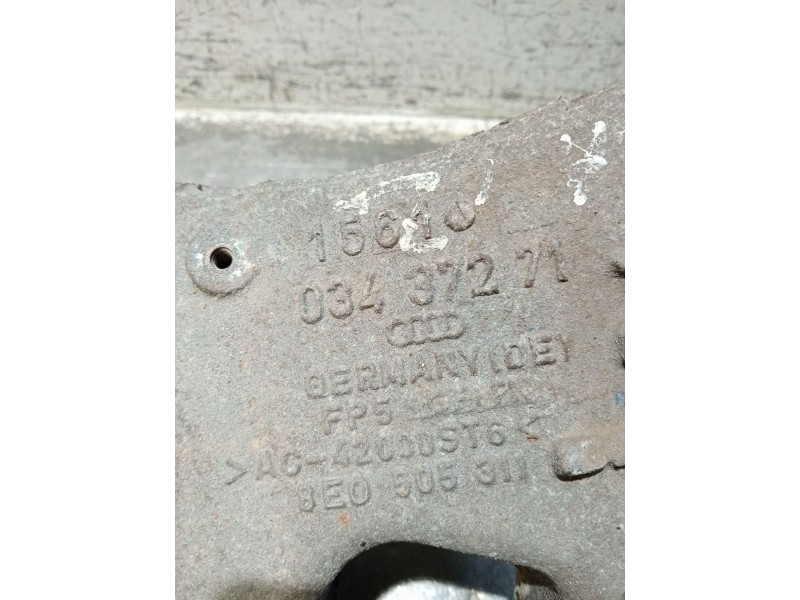 034 372 71
GERMANY (DE)
FP5
>AC-42000ST6<
8E0 505 311